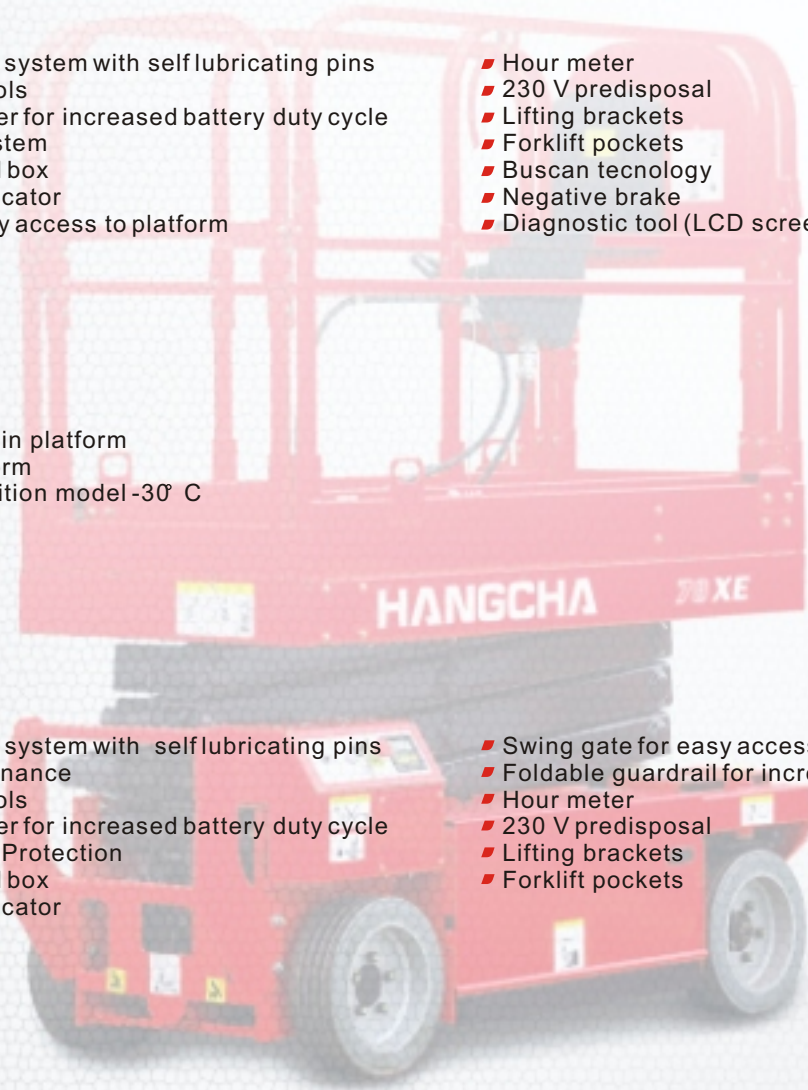 system with self lubricating pins
ols
er for increased battery duty cycle
stem
box
cator
y access to platform
Hour meter
230 V predisposal
Lifting brackets
Forklift pockets
Buscan tecnology
Negative brake
Diagnostic tool (LCD scree
in platform
rm
ition model -30° C
HANGCHA
XE
system with self lubricating pins
nance
ols
er for increased battery duty cycle
Protection
box
cator
Swing gate for easy access
Foldable guardrail for incre
Hour meter
230 V predisposal
Lifting brackets
Forklift pockets